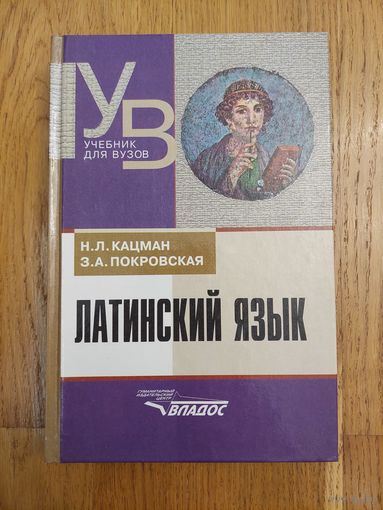 УВ
УЧЕБНИК
ДЛЯ ВУЗОВ
Н.Л. КАЦМАН
З.А. ПОКРОВСКАЯ
ЛАТИНСКИЙ ЯЗЫК
ГУМАНИТАРНЫЙ
ИЗДАТЕЛЬСКИЙ
ЦЕНТР
ВЛАДОС